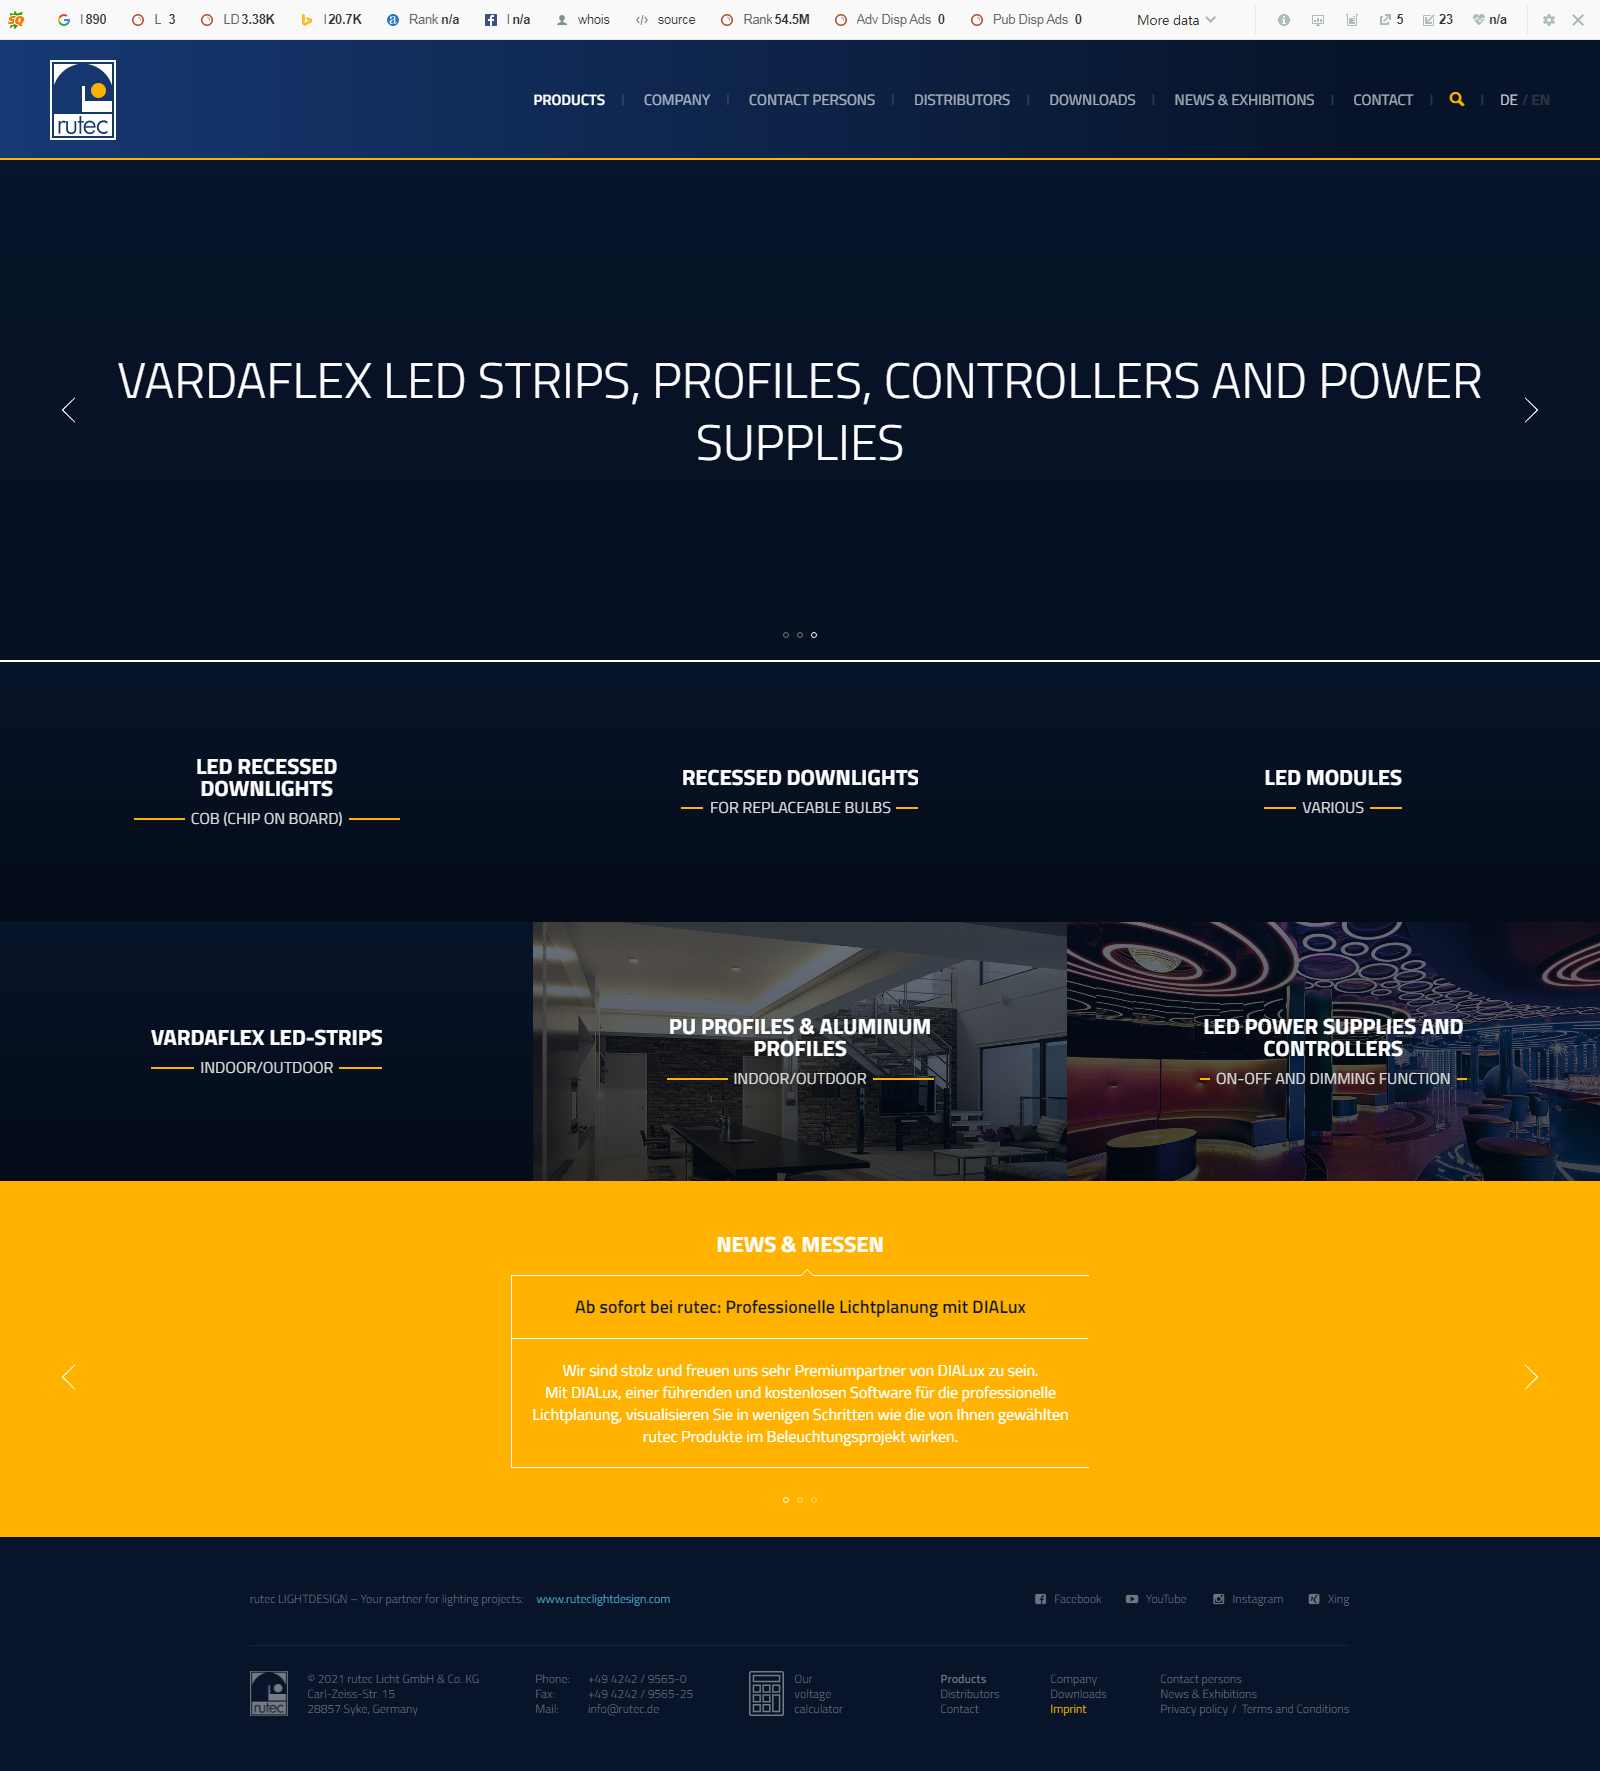 I 890 L 3 LD 3.38K I 20.7K Rank n/a I n/a whois source Rank 54.5M Adv Disp Ads 0 Pub Disp Ads 0 More data 5 23 n/a
rutec
PRODUCTS COMPANY CONTACT PERSONS DISTRIBUTORS DOWNLOADS NEWS & EXHIBITIONS CONTACT DE / EN
VARDAFLEX LED STRIPS, PROFILES, CONTROLLERS AND POWER
SUPPLIES
LED RECESSED
DOWNLIGHTS
COB (CHIP ON BOARD)
RECESSED DOWNLIGHTS
FOR REPLACEABLE BULBS
LED MODULES
VARIOUS
VARDAFLEX LED-STRIPS
INDOOR/OUTDOOR
PU PROFILES & ALUMINUM
PROFILES
INDOOR/OUTDOOR
LED POWER SUPPLIES AND
CONTROLLERS
ON-OFF AND DIMMING FUNCTION
NEWS & MESSEN
Ab sofort bei rutec: Professionelle Lichtplanung mit DIALux
Wir sind stolz und freuen uns sehr Premiumpartner von DIALux zu sein.
Mit DIALux, einer führenden und kostenlosen Software für die professionelle
Lichtplanung, visualisieren Sie in wenigen Schritten wie die von Ihnen gewählten
rutec Produkte im Beleuchtungsprojekt wirken.
rutec LIGHTDESIGN – Your partner for lighting projects: www.ruteclightdesign.com
Facebook YouTube Instagram Xing
rutec
© 2021 rutec Licht GmbH & Co. KG
Carl-Zeiss-Str. 15
28857 Syke, Germany
Phone: +49 4242 / 9565-0
Fax: +49 4242 / 9565-25
Mail: info@rutec.de
Our
voltage
calculator
Products
Distributors
Contact
Company
Downloads
Imprint
Contact persons
News & Exhibitions
Privacy policy / Terms and Conditions